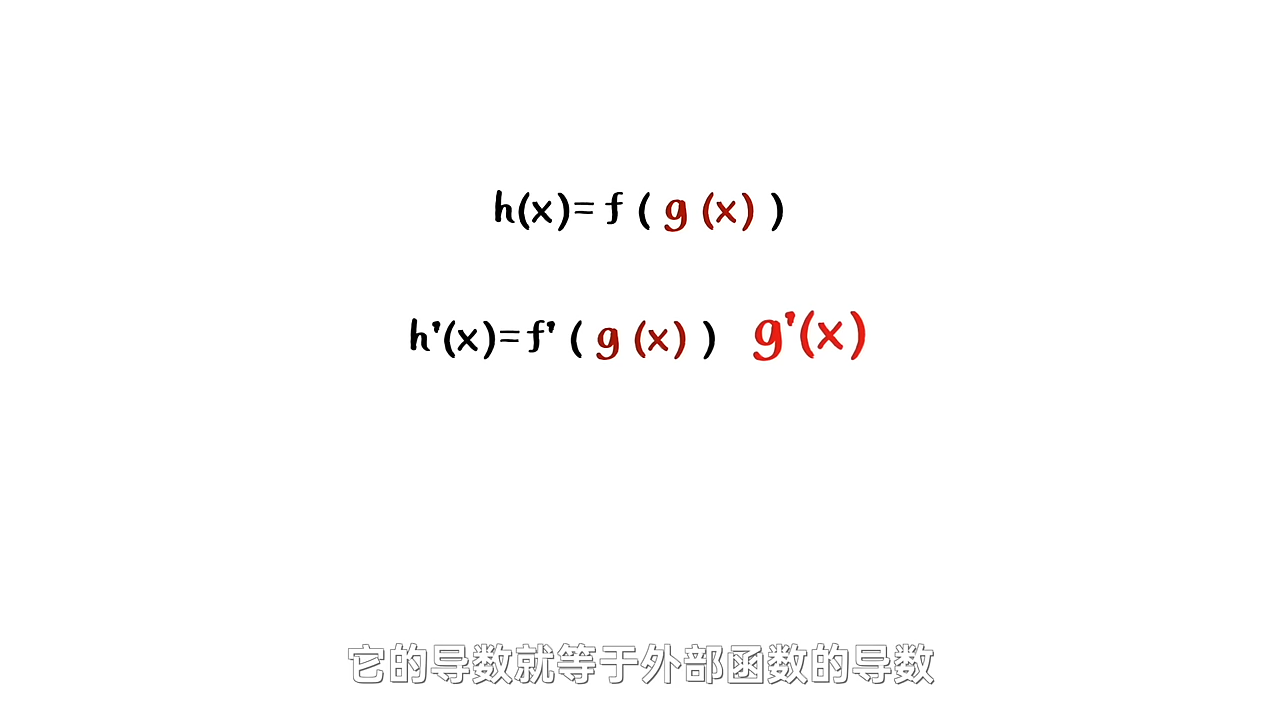 h(x)= f ( g (x) )
h'(x)= f' ( g (x) ) g'(x)
它的导数就等于外部函数的导数